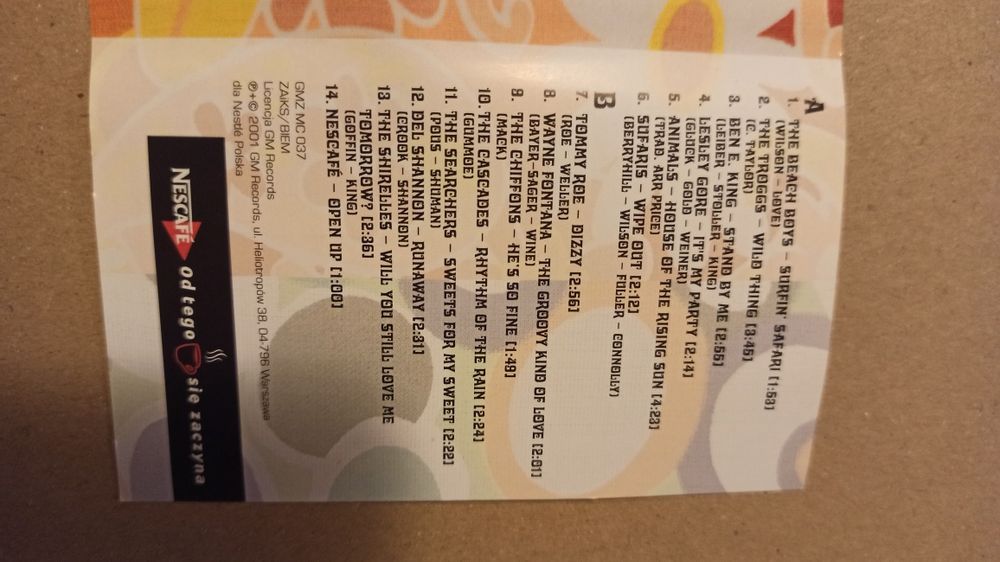 A
1. THE BEACH BOYS – SURFIN' SAFARI [1:53]
(WILSON – LOVE)
2. THE TROGGS – WILD THING [3:45]
(C. TAYLOR)
3. BEN E. KING – STAND BY ME [2:55]
(LEIBER – STOLLER – KING)
4. LESLEY GORE – IT'S MY PARTY [2:14]
(GLUCK – GOLD – WEINER)
5. ANIMALS – HOUSE OF THE RISING SUN [4:23]
(TRAD. ARR PRICE)
6. SUFARIS – WIPE OUT [2:12]
(BERRYHILL – WILSON – FULLER – CONNOLLY)
B
7. TOMMY ROE – DIZZY [2:56]
(ROE – WELLER)
8. WAYNE FONTANA – THE GROOVY KIND OF LOVE [2:01]
(BAYER-SAGER – WINE)
9. THE CHIFFONS – HE'S SO FINE [1:49]
(MACK)
10. THE CASCADES – RHYTHM OF THE RAIN [2:24]
(GUMMOE)
11. THE SEARCHERS – SWEETS FOR MY SWEET [2:22]
(POUS – SHUMAN)
12. DEL SHANNON – RUNAWAY [2:31]
(CROOK – SHANNON)
13. THE SHIRELLES – WILL YOU STILL LOVE ME
TOMORROW? [2:36]
(GOFFIN – KING)
14. NESCAFÉ – OPEN UP [1:00]
GMZ MC 037
ZAiKS/BIEM
Licencja GM Records
℗+© 2001 GM Records, ul. Heliotropów 38, 04-796 Warszawa
dla Nestlé Polska
NESCAFÉ od tego się zaczyna